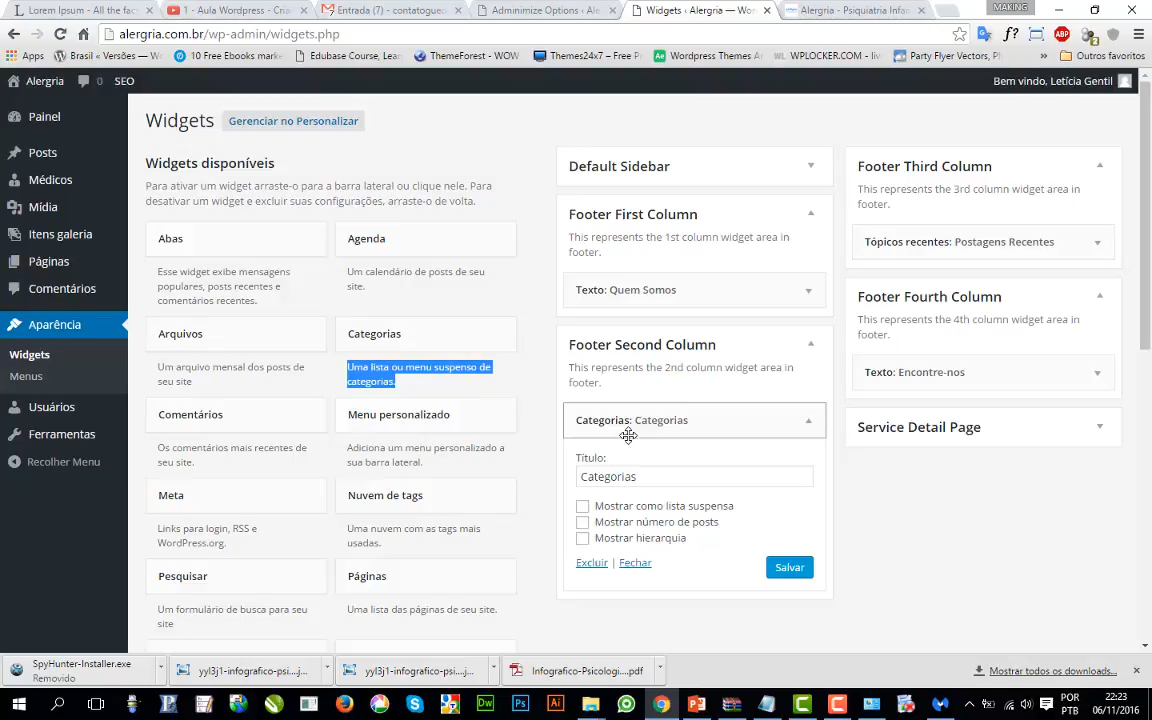 Lorem Ipsum - All the fac
1 - Aula Wordpress - Cria
Entrada (7) - contatogue
Adminimize Options ‹ Ale
Widgets ‹ Alergria — Wor
Alergria - Psiquiatria Infan
MAKING
alergria.com.br/wp-admin/widgets.php
Apps
Brasil « Versões — W
10 Free Ebooks marke
Edubase Course, Lea
ThemeForest - WOW
Themes24x7 – Free P
Wordpress Themes A
WPLOCKER.COM - live
Party Flyer Vectors, Ph
Outros favoritos
Alergria
0
SEO
Bem vindo, Letícia Gentil
Painel
Posts
Médicos
Mídia
Itens galeria
Páginas
Comentários
Aparência
Widgets
Menus
Usuários
Ferramentas
Recolher Menu
Widgets
Gerenciar no Personalizar
Widgets disponíveis
Para ativar um widget arraste-o para a barra lateral ou clique nele. Para
desativar um widget e excluir suas configurações, arraste-o de volta.
Abas
Esse widget exibe mensagens
populares, posts recentes e
comentários recentes.
Agenda
Um calendário de posts de seu
site.
Arquivos
Um arquivo mensal dos posts de
seu site
Categorias
Uma lista ou menu suspenso de
categorias.
Comentários
Os comentários mais recentes de
seu site.
Menu personalizado
Adiciona um menu personalizado a
sua barra lateral.
Meta
Links para login, RSS e
WordPress.org.
Nuvem de tags
Uma nuvem com as tags mais
usadas.
Pesquisar
Um formulário de busca para seu
site
Páginas
Uma lista das páginas de seu site.
Default Sidebar
Footer First Column
This represents the 1st column widget area in
footer.
Texto: Quem Somos
Footer Second Column
This represents the 2nd column widget area in
footer.
Categorias: Categorias
Título:
Categorias
Mostrar como lista suspensa
Mostrar número de posts
Mostrar hierarquia
Excluir | Fechar
Salvar
Footer Third Column
This represents the 3rd column widget area in
footer.
Tópicos recentes: Postagens Recentes
Footer Fourth Column
This represents the 4th column widget area in
footer.
Texto: Encontre-nos
Service Detail Page
SpyHunter-Installer.exe
Removido
yyl3j1-infografico-psi....j...
yyl3j1-infografico-psi....j...
Infografico-Psicologi....pdf
Mostrar todos os downloads...
POR
PTB
22:23
06/11/2016